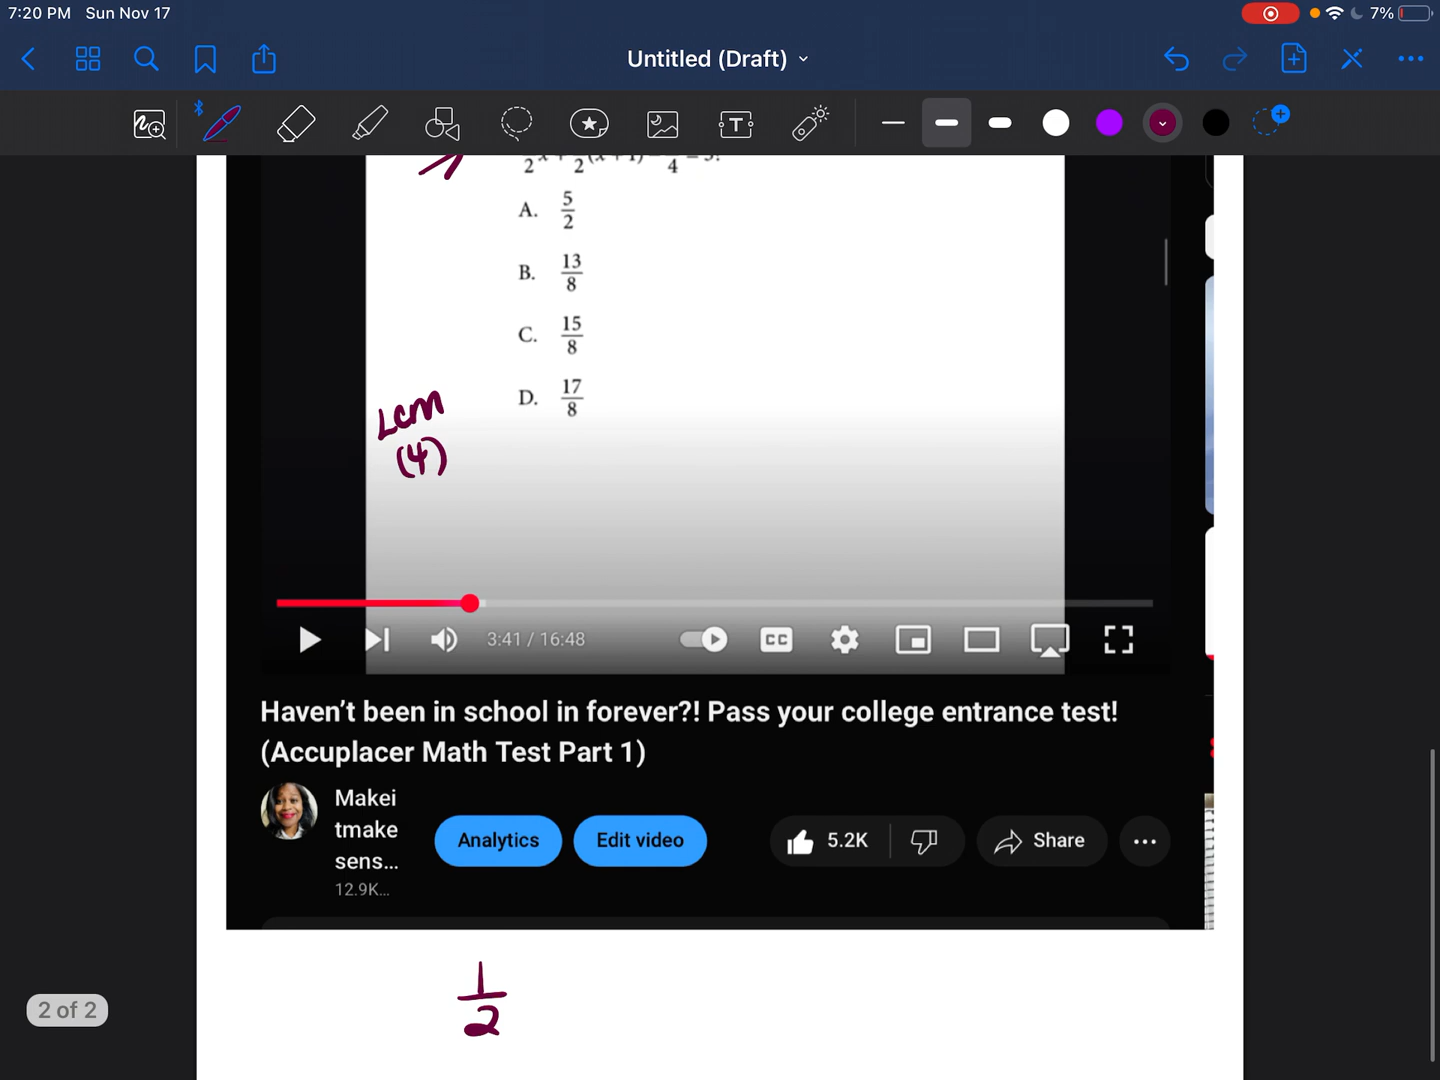 7:20 PM Sun Nov 17
7%
Untitled (Draft)
T
A. 5/2
B. 13/8
C. 15/8
D. 17/8
LCM
(4)
3:41 / 16:48
CC
Haven't been in school in forever?! Pass your college entrance test!
(Accuplacer Math Test Part 1)
Makei
tmake
sens...
12.9K...
Analytics
Edit video
5.2K
Share
2 of 2
1/2